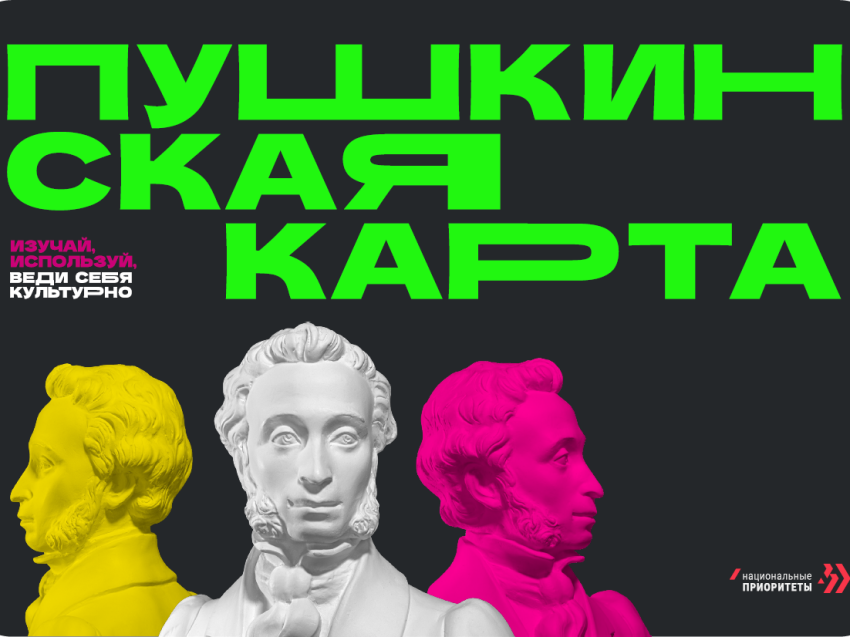 ПУШКИН
СКАЯ
КАРТА
ИЗУЧАЙ,
ИСПОЛЬЗУЙ,
ВЕДИ СЕБЯ
КУЛЬТУРНО
национальные
ПРИОРИТЕТЫ